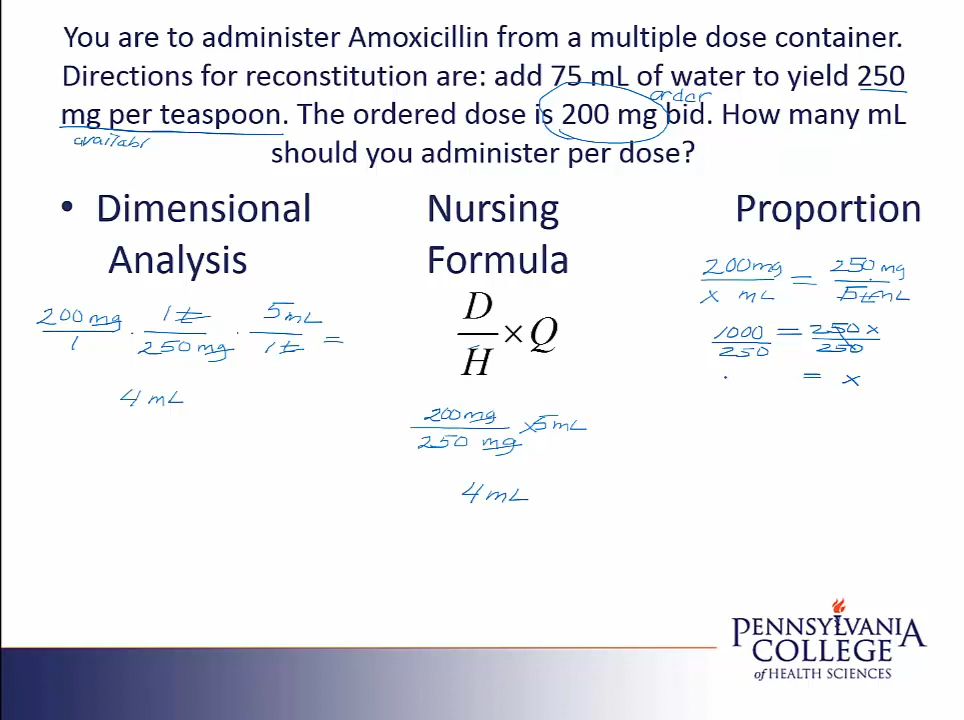 You are to administer Amoxicillin from a multiple dose container.
Directions for reconstitution are: add 75 mL of water to yield 250
order
mg per teaspoon. The ordered dose is 200 mg bid. How many mL
availabl
should you administer per dose?
• Dimensional Analysis
Nursing Formula
Proportion
200 mg / 1 · 1 t / 250 mg · 5 mL / 1 t =
4 mL
D / H × Q
200 mg / 250 mg × 5 mL
4 mL
200 mg / x mL = 250 mg / 5 mL
1000 / 250 = 250 x / 250
= x
PENNSYLVANIA
COLLEGE
of HEALTH SCIENCES